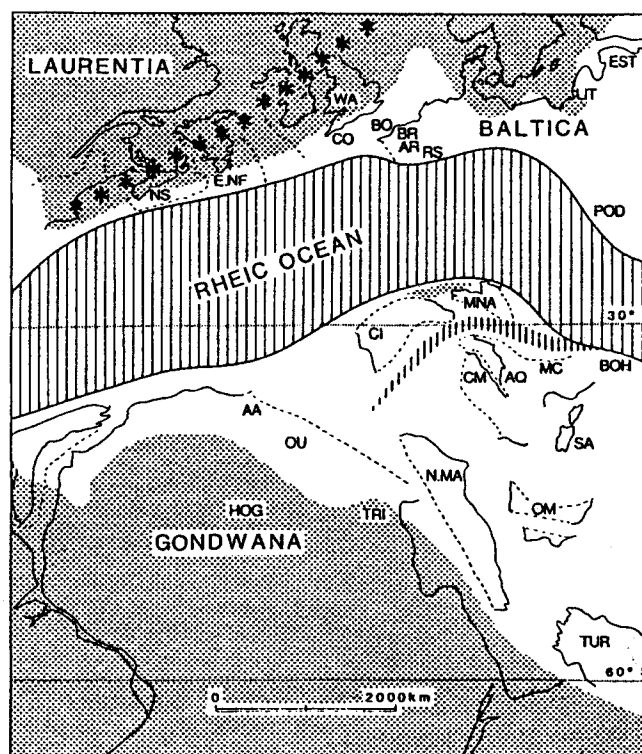 LAURENTIA
EST
WA
UT
BO
CO
BR
BALTICA
AR
RS
NS
E.NF
POD
RHEIC OCEAN
MNA
30°
CI
MC
BOH
CM
AQ
AA
OU
SA
N.MA
HOG
TRI
OM
GONDWANA
TUR
60°
0
2000km